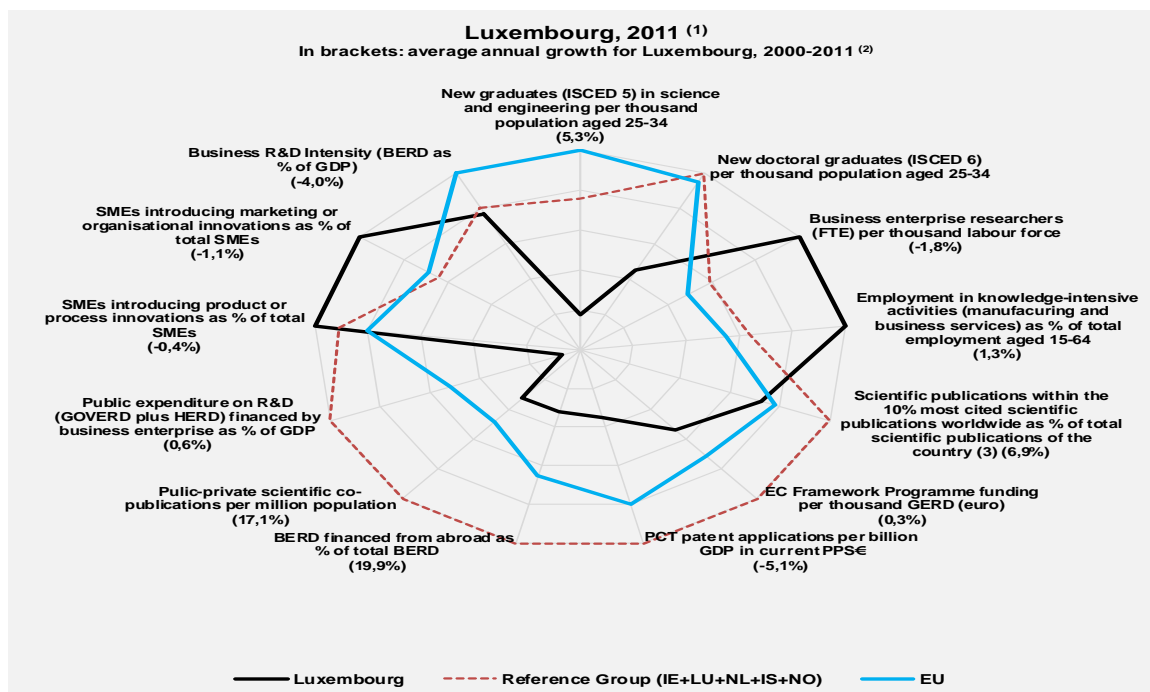 Luxembourg, 2011 (1)
In brackets: average annual growth for Luxembourg, 2000-2011 (2)
New graduates (ISCED 5) in science
and engineering per thousand
population aged 25-34
(5,3%)
New doctoral graduates (ISCED 6)
per thousand population aged 25-34
Business enterprise researchers
(FTE) per thousand labour force
(-1,8%)
Employment in knowledge-intensive
activities (manufacuring and
business services) as % of total
employment aged 15-64
(1,3%)
Scientific publications within the
10% most cited scientific
publications worldwide as % of total
scientific publications of the
country (3) (6,9%)
EC Framework Programme funding
per thousand GERD (euro)
(0,3%)
PCT patent applications per billion
GDP in current PPS€
(-5,1%)
BERD financed from abroad as
% of total BERD
(19,9%)
Pulic-private scientific co-
publications per million population
(17,1%)
Public expenditure on R&D
(GOVERD plus HERD) financed by
business enterprise as % of GDP
(0,6%)
SMEs introducing product or
process innovations as % of total
SMEs
(-0,4%)
SMEs introducing marketing or
organisational innovations as % of
total SMEs
(-1,1%)
Business R&D Intensity (BERD as
% of GDP)
(-4,0%)
Luxembourg
Reference Group (IE+LU+NL+IS+NO)
EU